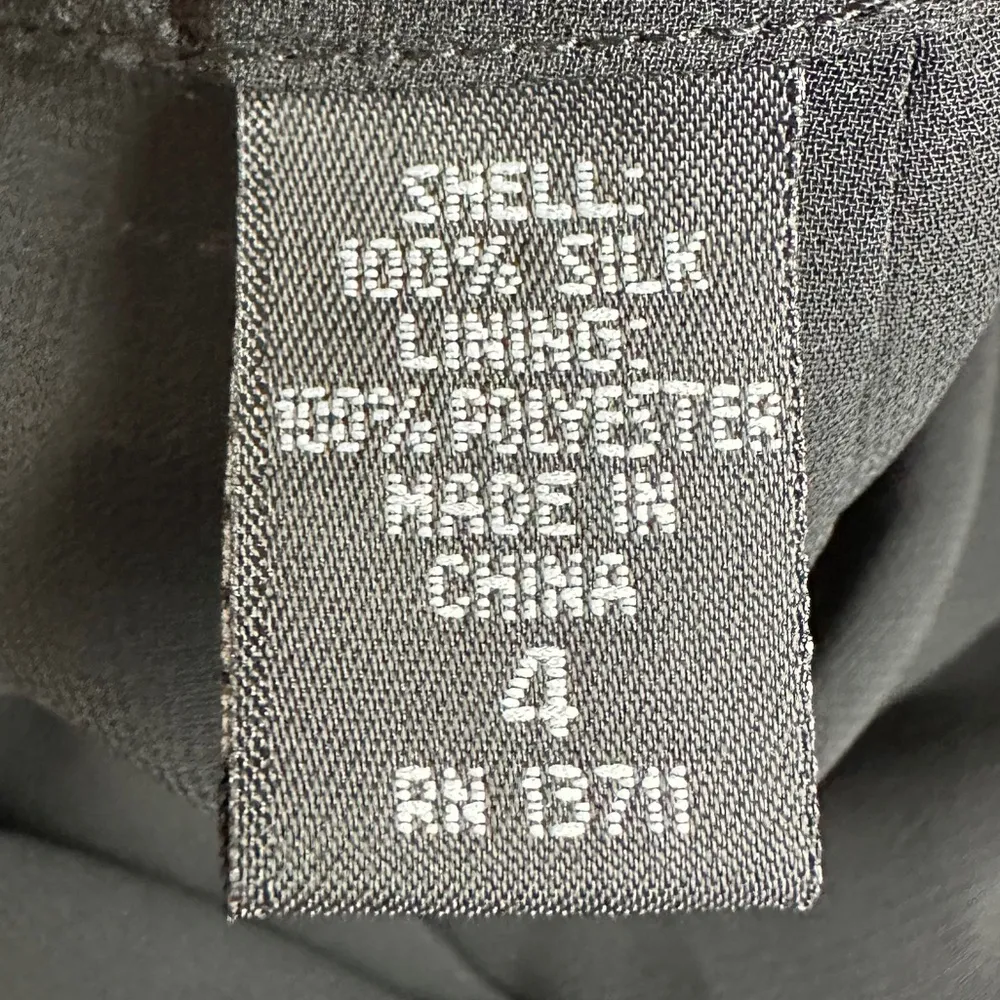 SHELL:
100% SILK
LINING:
100% POLYESTER
MADE IN
CHINA
4
RN 13711